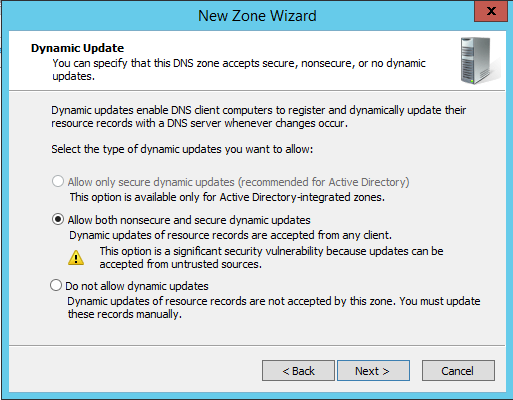 New Zone Wizard
x
Dynamic Update
You can specify that this DNS zone accepts secure, nonsecure, or no dynamic
updates.
Dynamic updates enable DNS client computers to register and dynamically update their
resource records with a DNS server whenever changes occur.
Select the type of dynamic updates you want to allow:
Allow only secure dynamic updates (recommended for Active Directory)
This option is available only for Active Directory-integrated zones.
Allow both nonsecure and secure dynamic updates
Dynamic updates of resource records are accepted from any client.
This option is a significant security vulnerability because updates can be
accepted from untrusted sources.
Do not allow dynamic updates
Dynamic updates of resource records are not accepted by this zone. You must update
these records manually.
< Back Next > Cancel